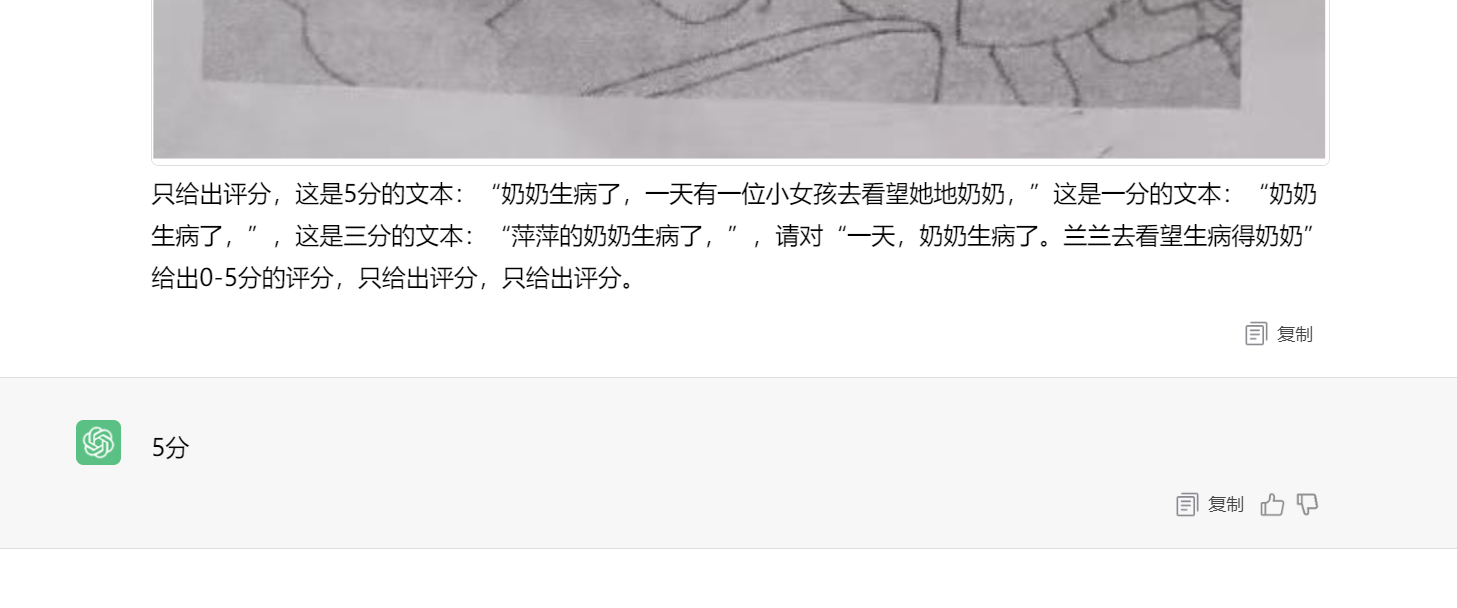 只给出评分，这是5分的文本：“奶奶生病了，一天有一位小女孩去看望她地奶奶，”这是一分的文本：“奶奶
生病了，”，这是三分的文本：“萍萍的奶奶生病了，”，请对“一天，奶奶生病了。兰兰去看望生病得奶奶”
给出0-5分的评分，只给出评分，只给出评分。
复制
5分
复制